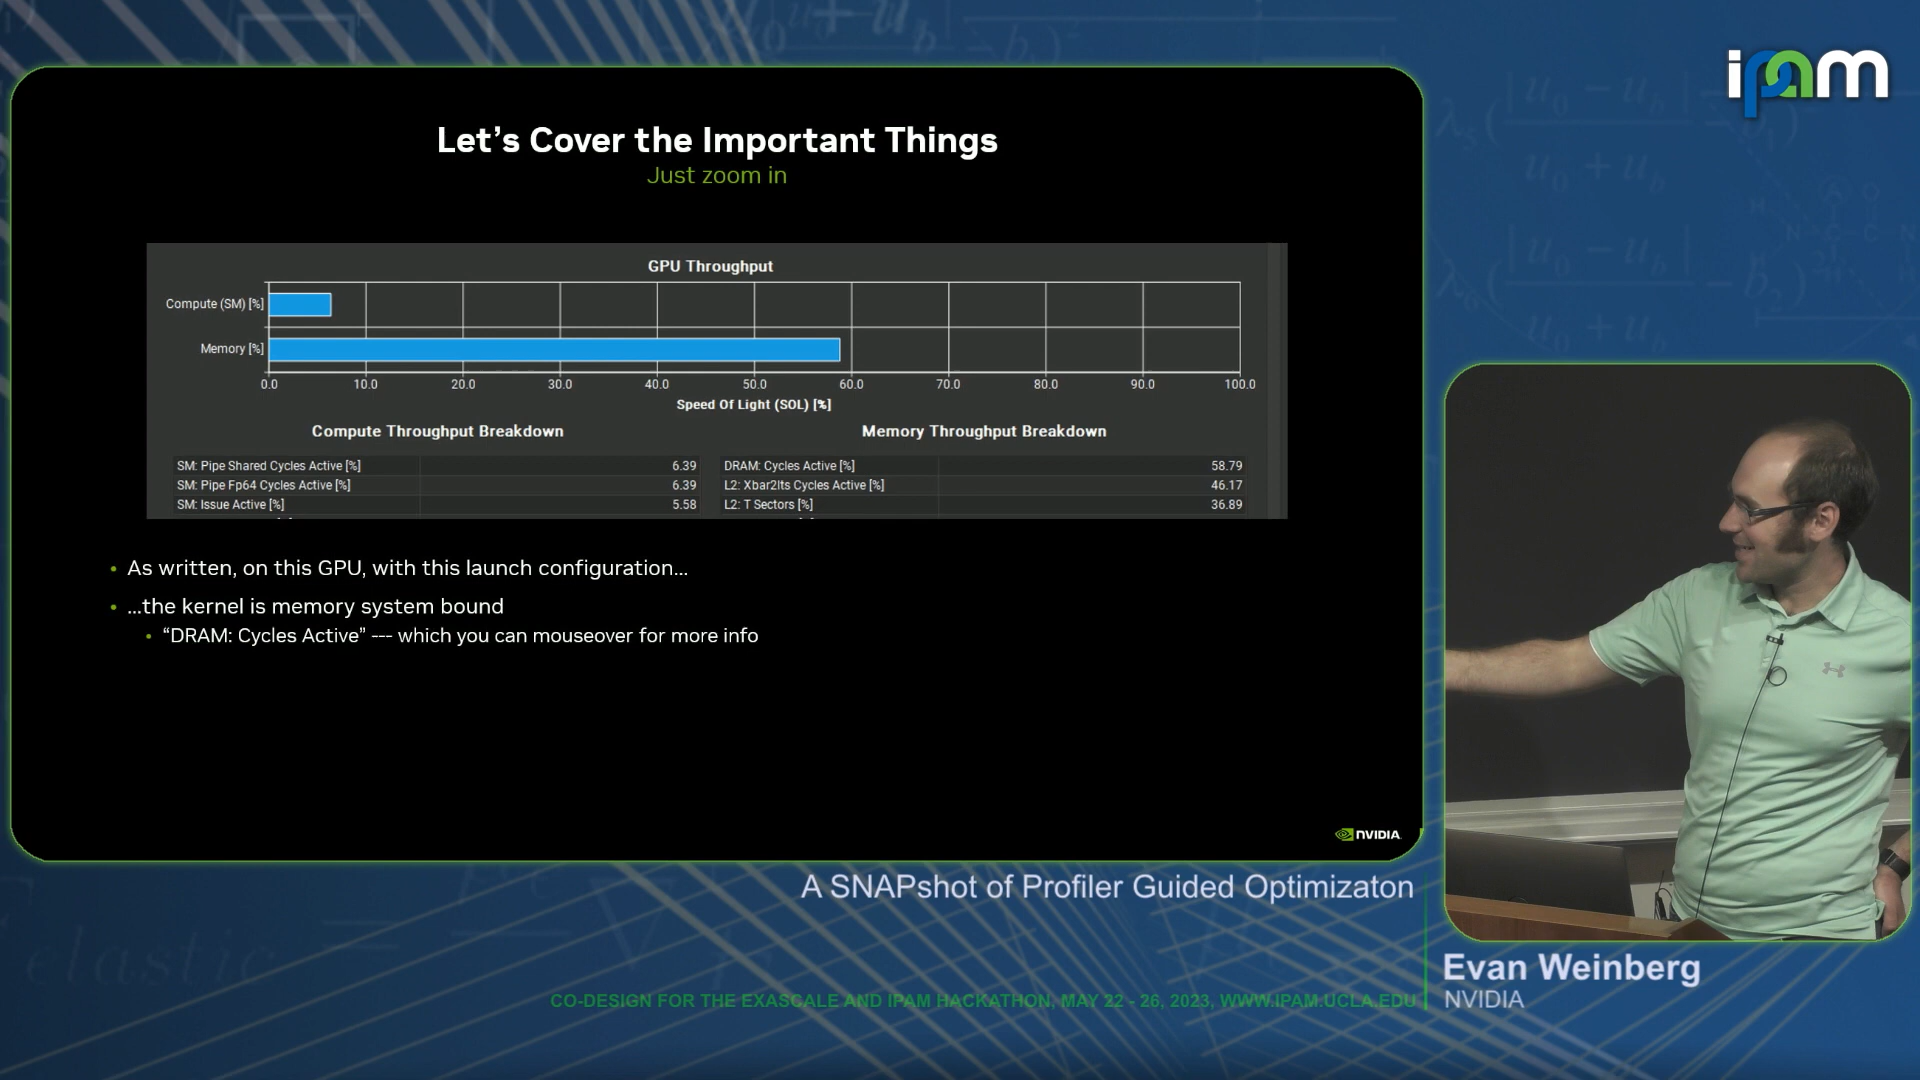 ipam
Let's Cover the Important Things
Just zoom in
GPU Throughput
Compute (SM) [%]
Memory [%]
0.0 10.0 20.0 30.0 40.0 50.0 60.0 70.0 80.0 90.0 100.0
Speed Of Light (SOL) [%]
Compute Throughput Breakdown
SM: Pipe Shared Cycles Active [%] 6.39
SM: Pipe Fp64 Cycles Active [%] 6.39
SM: Issue Active [%] 5.58
Memory Throughput Breakdown
DRAM: Cycles Active [%] 58.79
L2: Xbar2lts Cycles Active [%] 46.17
L2: T Sectors [%] 36.89
• As written, on this GPU, with this launch configuration...
• ...the kernel is memory system bound
• “DRAM: Cycles Active” --- which you can mouseover for more info
NVIDIA.
A SNAPshot of Profiler Guided Optimizaton
Evan Weinberg
NVIDIA
CO-DESIGN FOR THE EXASCALE AND IPAM HACKATHON, MAY 22 - 26, 2023, WWW.IPAM.UCLA.EDU
elastic